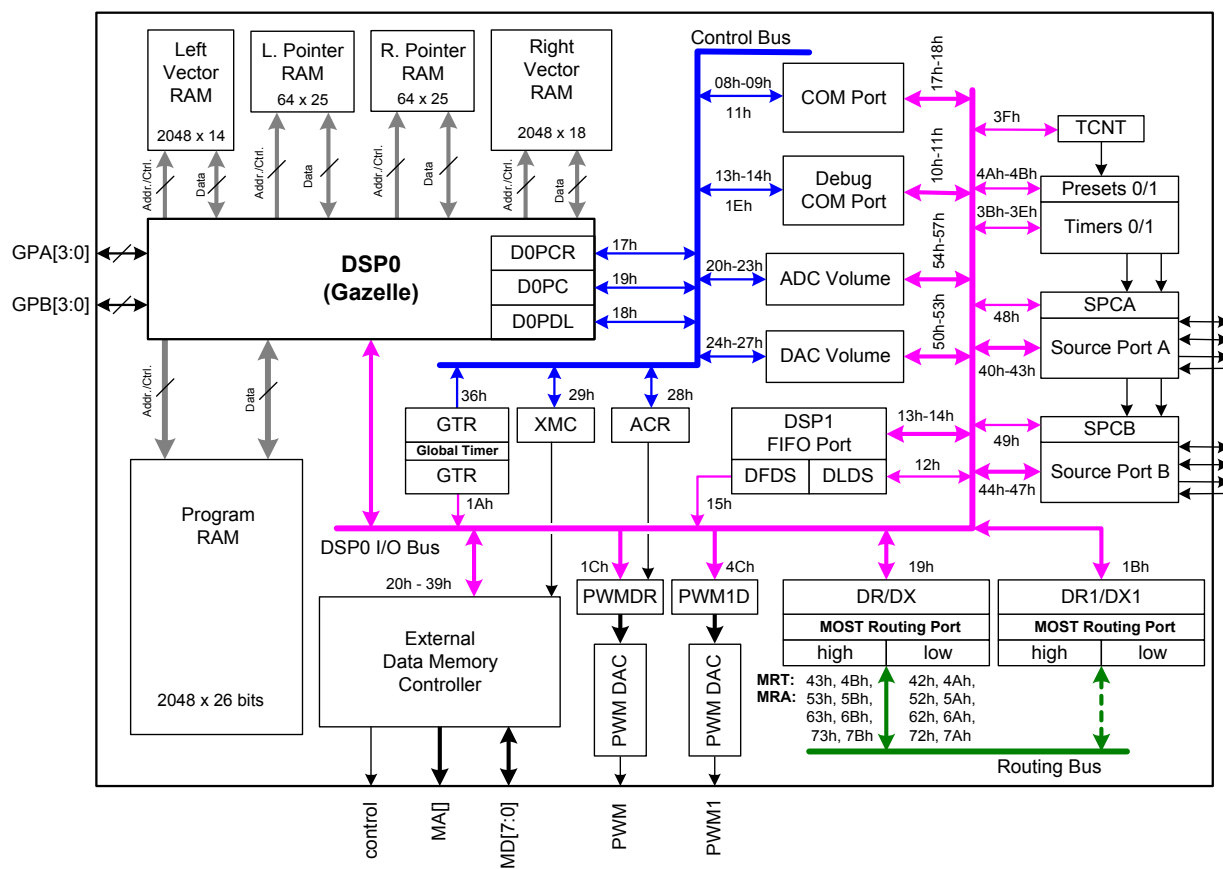 Control Bus
Left
Vector
RAM
2048 x 14
L. Pointer
RAM
64 x 25
R. Pointer
RAM
64 x 25
Right
Vector
RAM
2048 x 18
Addr./Ctrl.
Data
Addr./Ctrl.
Data
Addr./Ctrl.
Data
Addr./Ctrl.
Data
08h-09h
11h
COM Port
17h-18h
3Fh
TCNT
13h-14h
1Eh
Debug
COM Port
10h-11h
4Ah-4Bh
Presets 0/1
3Bh-3Eh
Timers 0/1
GPA[3:0]
GPB[3:0]
DSP0
(Gazelle)
D0PCR
17h
D0PC
19h
D0PDL
18h
20h-23h
ADC Volume
54h-57h
24h-27h
DAC Volume
50h-53h
SPCA
48h
Source Port A
40h-43h
Addr./Ctrl.
Data
36h
29h
28h
GTR
Global Timer
GTR
1Ah
XMC
ACR
DSP1
FIFO Port
DFDS
DLDS
13h-14h
12h
15h
SPCB
49h
Source Port B
44h-47h
Program
RAM
2048 x 26 bits
DSP0 I/O Bus
20h - 39h
1Ch
4Ch
19h
1Bh
External
Data Memory
Controller
PWMDR
PWM1D
PWM DAC
PWM DAC
DR/DX
MOST Routing Port
high
low
DR1/DX1
MOST Routing Port
high
low
MRT:
MRA:
43h, 4Bh,
53h, 5Bh,
63h, 6Bh,
73h, 7Bh
42h, 4Ah,
52h, 5Ah,
62h, 6Ah,
72h, 7Ah
Routing Bus
control
MA[]
MD[7:0]
PWM
PWM1